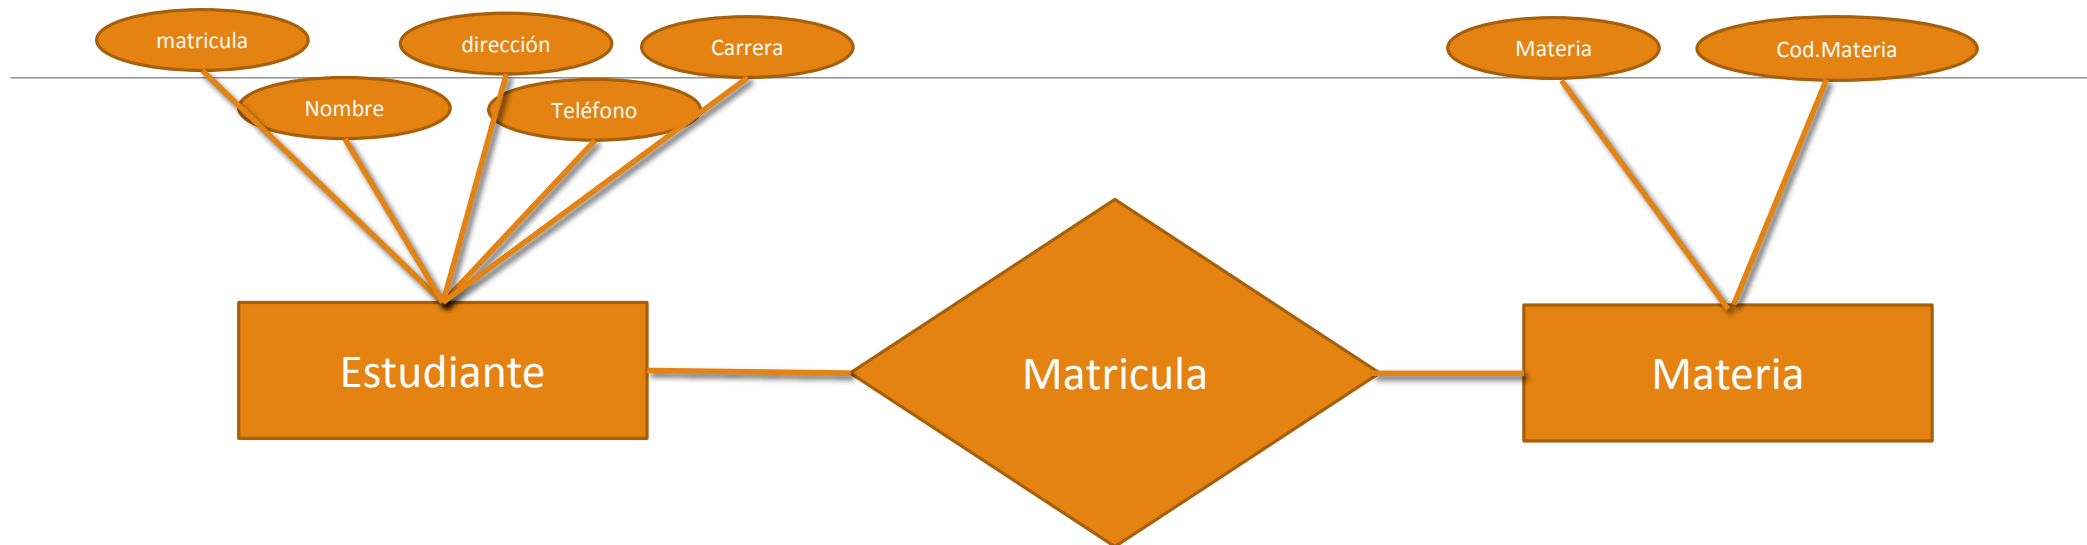 matricula
dirección
Carrera
Materia
Cod.Materia
Nombre
Teléfono
Estudiante
Matricula
Materia